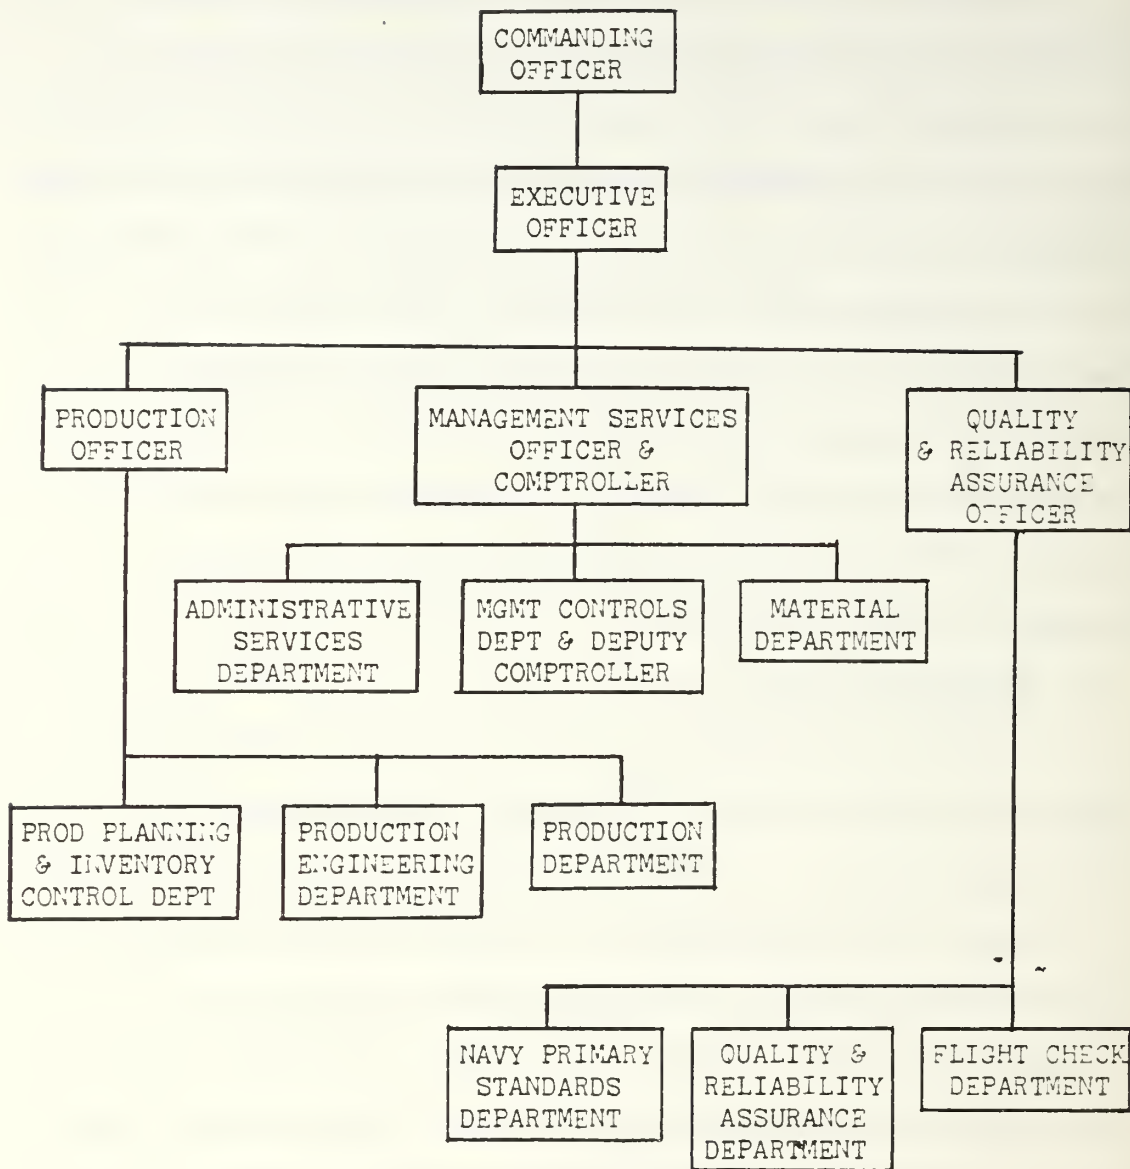 COMMANDING
OFFICER
EXECUTIVE
OFFICER
PRODUCTION
OFFICER
MANAGEMENT SERVICES
OFFICER &
COMPTROLLER
QUALITY
& RELIABILITY
ASSURANCE
OFFICER
ADMINISTRATIVE
SERVICES
DEPARTMENT
MGMT CONTROLS
DEPT & DEPUTY
COMPTROLLER
MATERIAL
DEPARTMENT
PROD PLANNING
& INVENTORY
CONTROL DEPT
PRODUCTION
ENGINEERING
DEPARTMENT
PRODUCTION
DEPARTMENT
NAVY PRIMARY
STANDARDS
DEPARTMENT
QUALITY &
RELIABILITY
ASSURANCE
DEPARTMENT
FLIGHT CHECK
DEPARTMENT